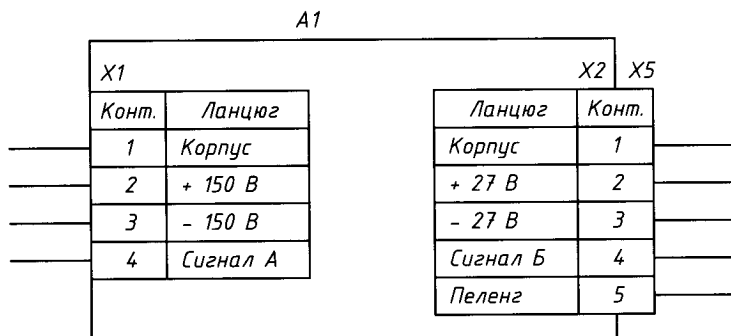 A1
X1
X2 X5
Конт. Ланцюг
1 Корпус
2 + 150 В
3 - 150 В
4 Сигнал А
Ланцюг Конт.
Корпус 1
+ 27 В 2
- 27 В 3
Сигнал Б 4
Пеленг 5